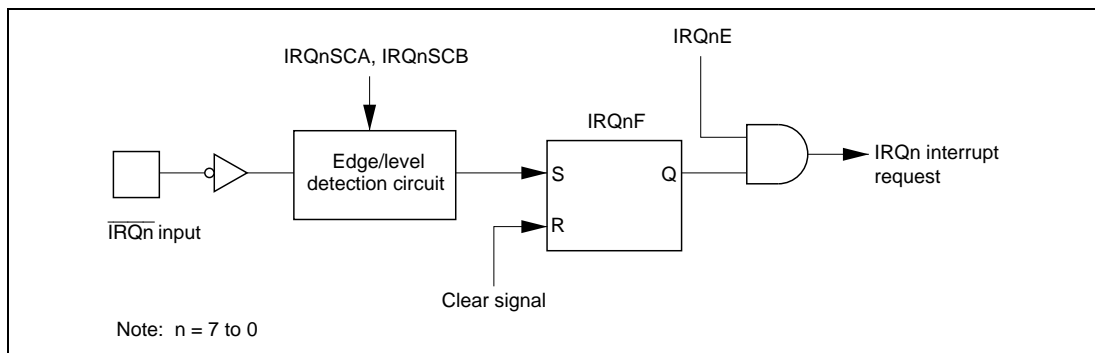 IRQnE
IRQnSCA, IRQnSCB
IRQnF
Edge/level
detection circuit
S
Q
R
IRQn interrupt
request
IRQn input
Clear signal
Note: n = 7 to 0